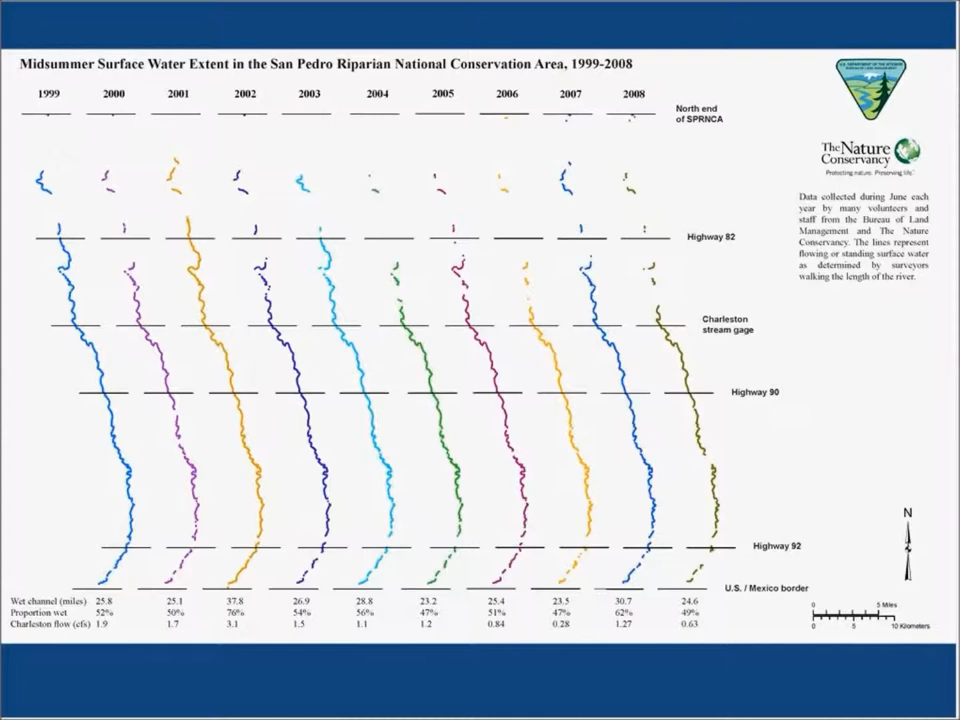 Midsummer Surface Water Extent in the San Pedro Riparian National Conservation Area, 1999-2008
1999 2000 2001 2002 2003 2004 2005 2006 2007 2008
North end
of SPRNCA
The Nature
Conservancy
Protecting nature. Preserving life.
Data collected during June each
year by many volunteers and
staff from the Bureau of Land
Management and The Nature
Conservancy. The lines represent
flowing or standing surface water
as determined by surveyors
walking the length of the river.
Highway 82
Charleston
stream gage
Highway 90
N
Highway 92
U.S. / Mexico border
Wet channel (miles) 25.8 25.1 37.8 26.9 28.8 23.2 25.4 23.5 30.7 24.6
Proportion wet 52% 50% 76% 54% 56% 47% 51% 47% 62% 49%
Charleston flow (cfs) 1.9 1.7 3.1 1.5 1.1 1.2 0.84 0.28 1.27 0.63
0 5 Miles
0 5 10 Kilometers